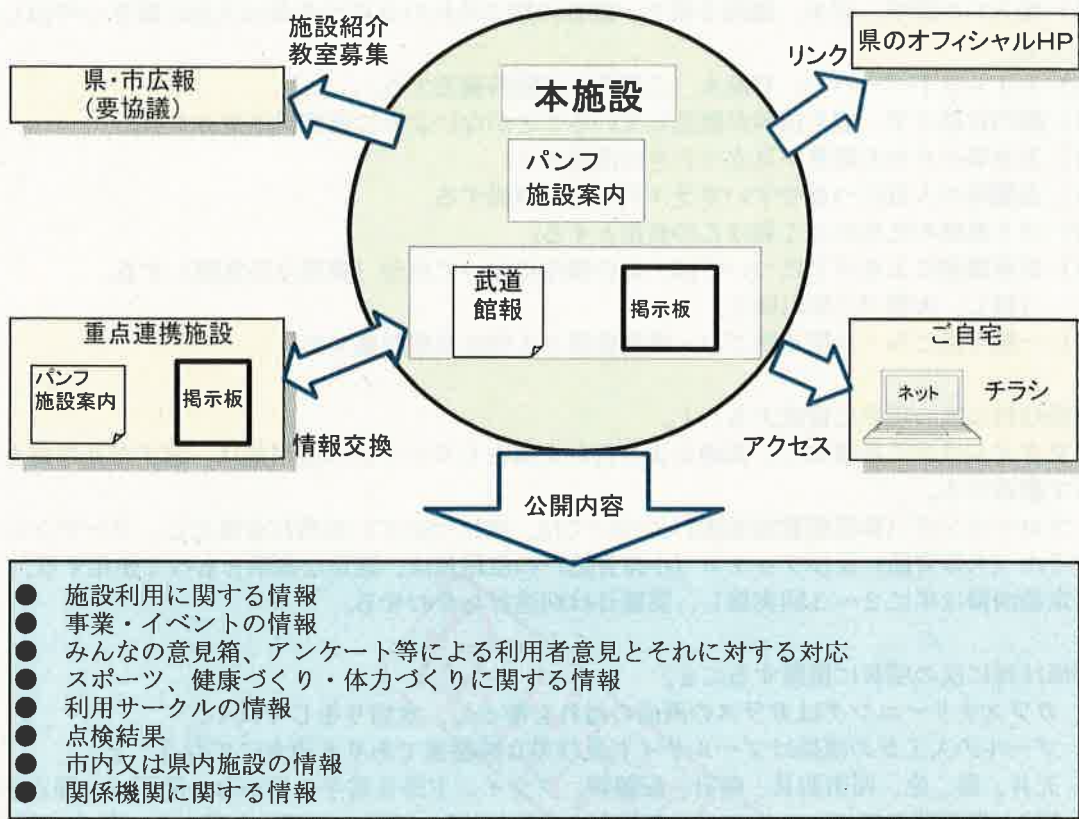 施設紹介
教室募集
リンク
県のオフィシャルHP
県・市広報
(要協議)
本施設
パンフ
施設案内
武道
館報
掲示板
重点連携施設
パンフ
施設案内
掲示板
情報交換
ご自宅
ネット
チラシ
アクセス
公開内容
● 施設利用に関する情報
● 事業・イベントの情報
● みんなの意見箱、アンケート等による利用者意見とそれに対する対応
● スポーツ、健康づくり・体力づくりに関する情報
● 利用サークルの情報
● 点検結果
● 市内又は県内施設の情報
● 関係機関に関する情報